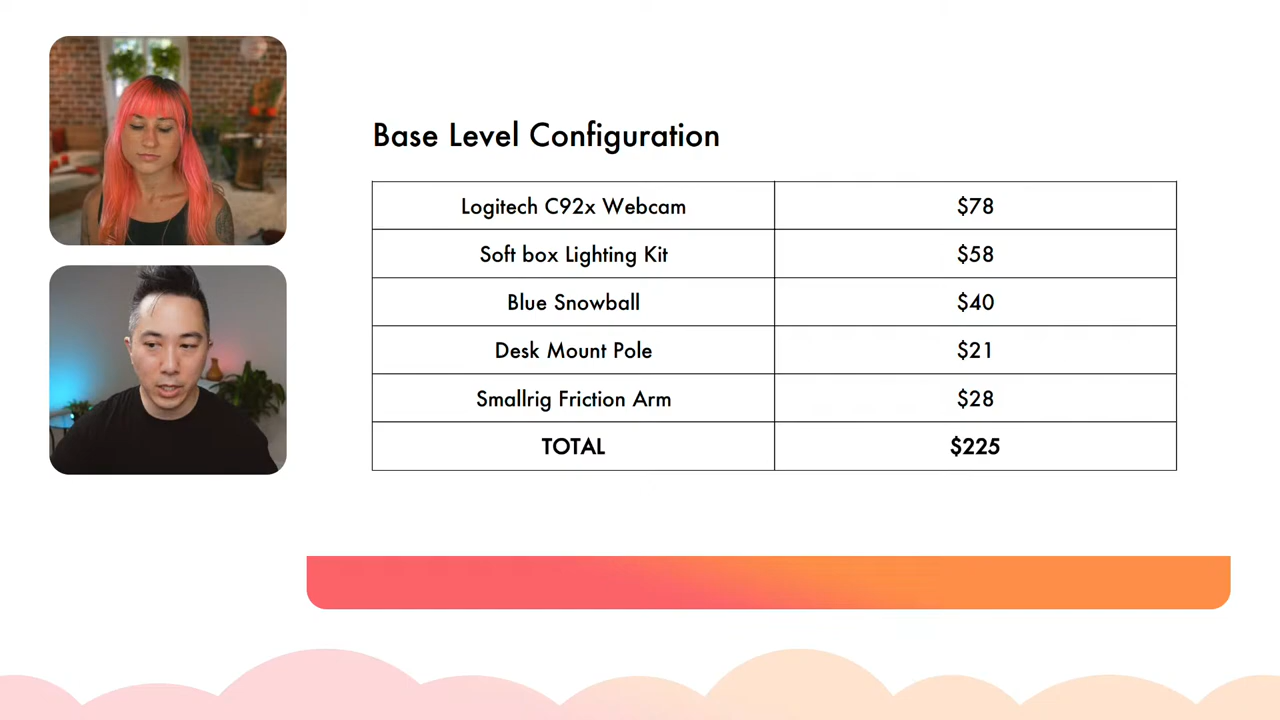 Base Level Configuration
Logitech C92x Webcam $78
Soft box Lighting Kit $58
Blue Snowball $40
Desk Mount Pole $21
Smallrig Friction Arm $28
TOTAL $225